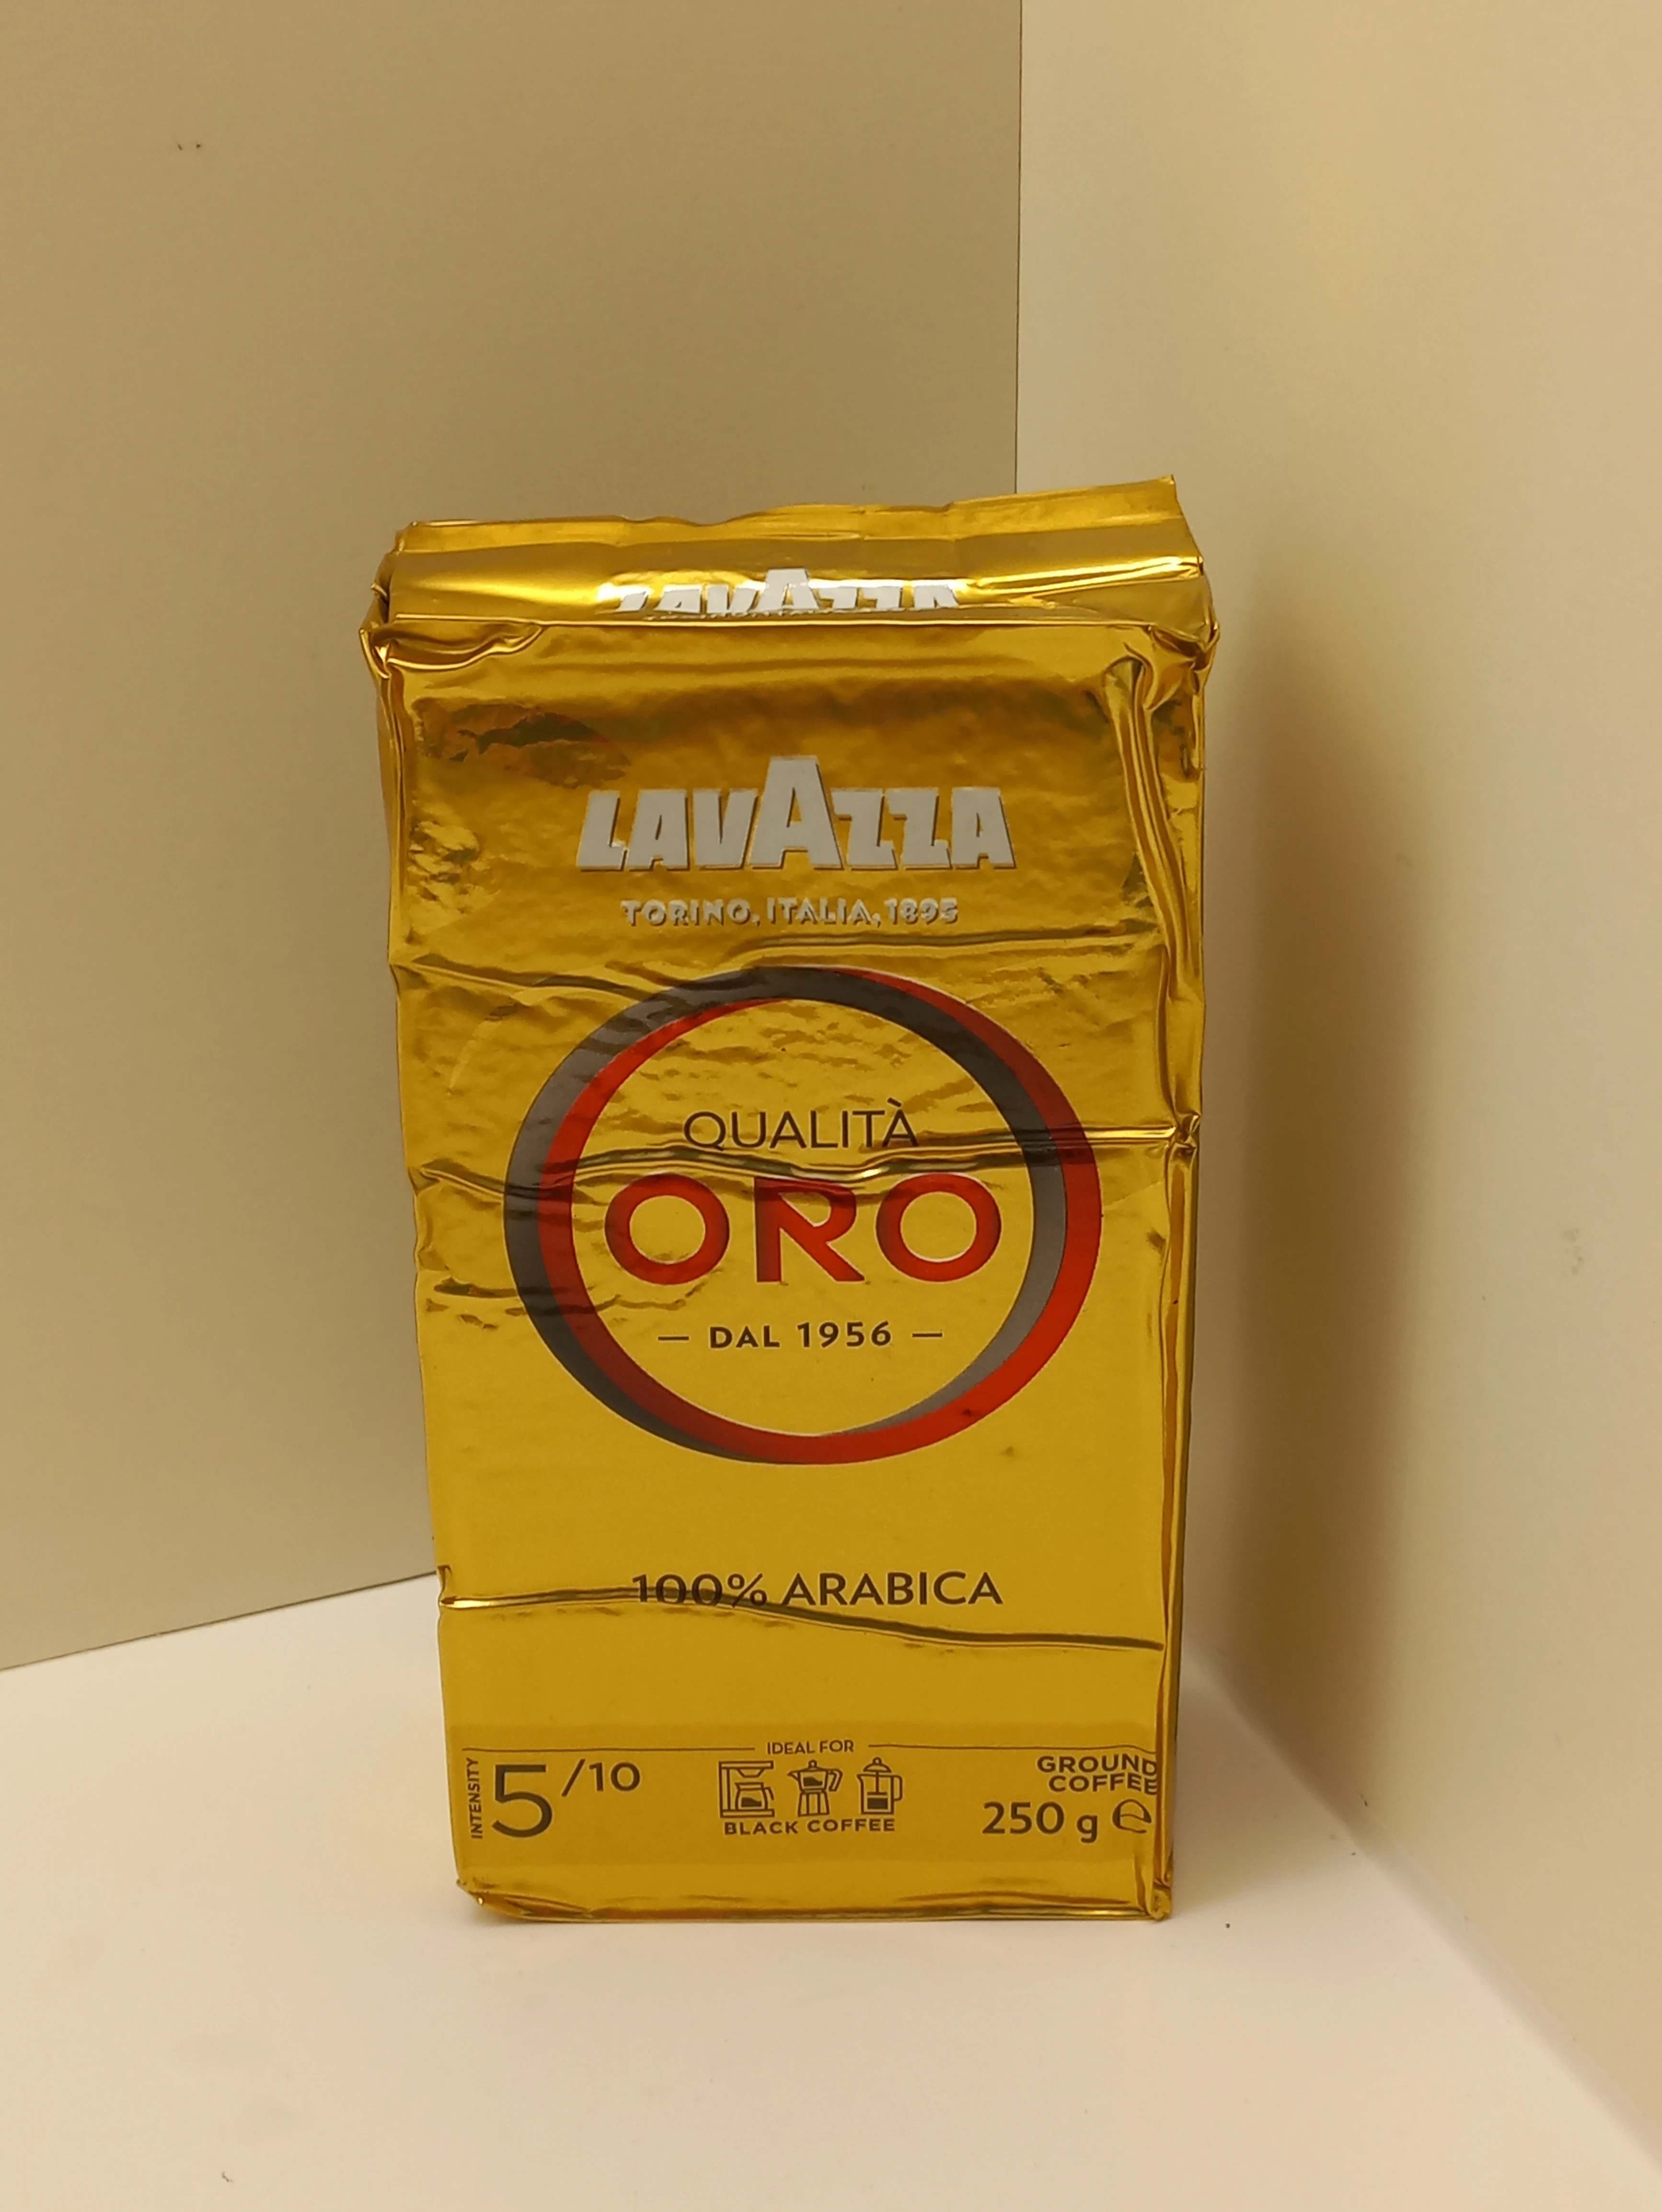 LAVAZZA
LAVAZZA
TORINO, ITALIA, 1895
QUALITÀ
ORO
— DAL 1956 —
100% ARABICA
IDEAL FOR
INTENSITY
5/10
BLACK COFFEE
GROUND
COFFEE
250 g ℮